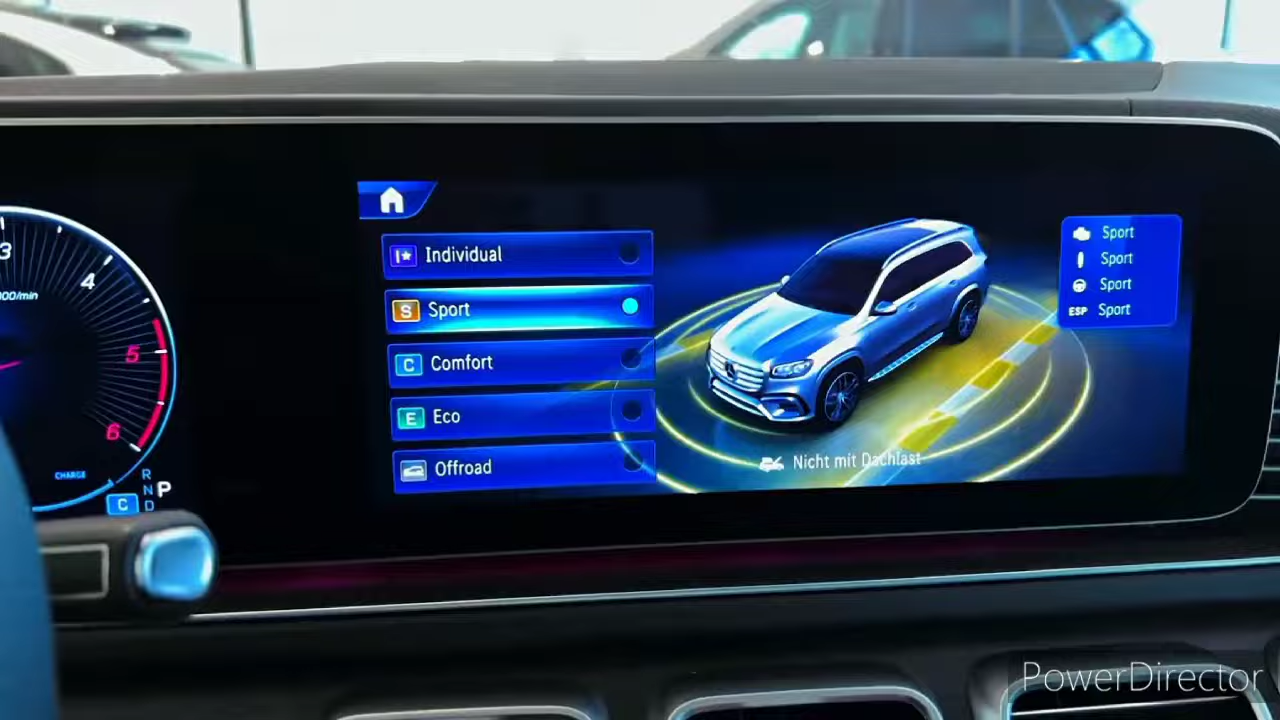 3
4
5
6
000/min
CHARGE
R
N
D
P
C
Individual
S
Sport
C
Comfort
E
Eco
Offroad
Sport
Sport
Sport
ESP Sport
Nicht mit Dachlast
PowerDirector